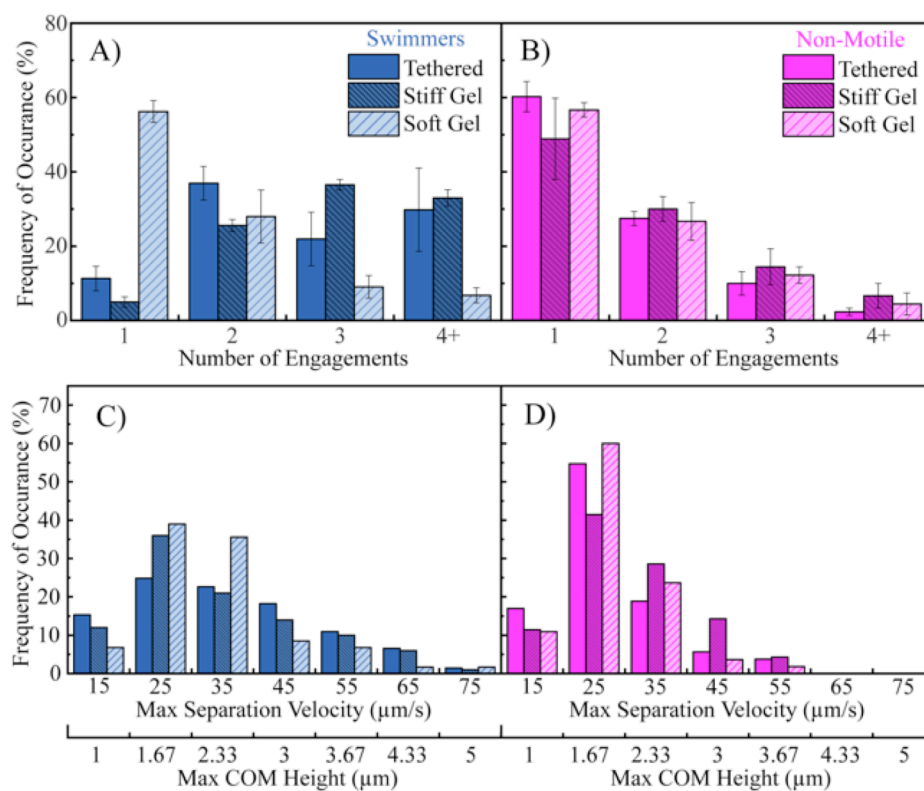 80
60
40
20
0
Frequency of Occurance (%)
A)
Swimmers
Tethered
Stiff Gel
Soft Gel
1 2 3 4+
Number of Engagements
B)
Non-Motile
Tethered
Stiff Gel
Soft Gel
1 2 3 4+
Number of Engagements
70
60
50
40
30
20
10
0
Frequency of Occurance (%)
C)
15 25 35 45 55 65 75
Max Separation Velocity (µm/s)
1 1.67 2.33 3 3.67 4.33 5
Max COM Height (µm)
D)
15 25 35 45 55 65 75
Max Separation Velocity (µm/s)
1 1.67 2.33 3 3.67 4.33 5
Max COM Height (µm)